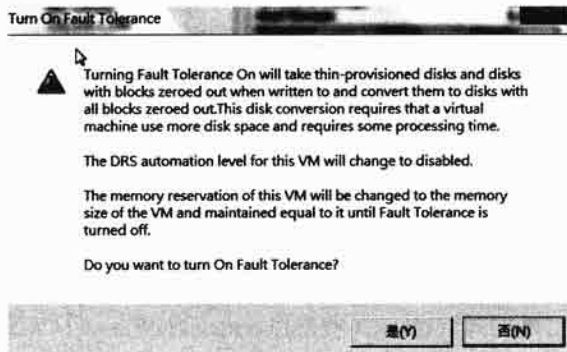 Turn On Fault Tolerance
Turning Fault Tolerance On will take thin-provisioned disks and disks
with blocks zeroed out when written to and convert them to disks with
all blocks zeroed out.This disk conversion requires that a virtual
machine use more disk space and requires some processing time.
The DRS automation level for this VM will change to disabled.
The memory reservation of this VM will be changed to the memory
size of the VM and maintained equal to it until Fault Tolerance is
turned off.
Do you want to turn On Fault Tolerance?
是(Y)
否(N)